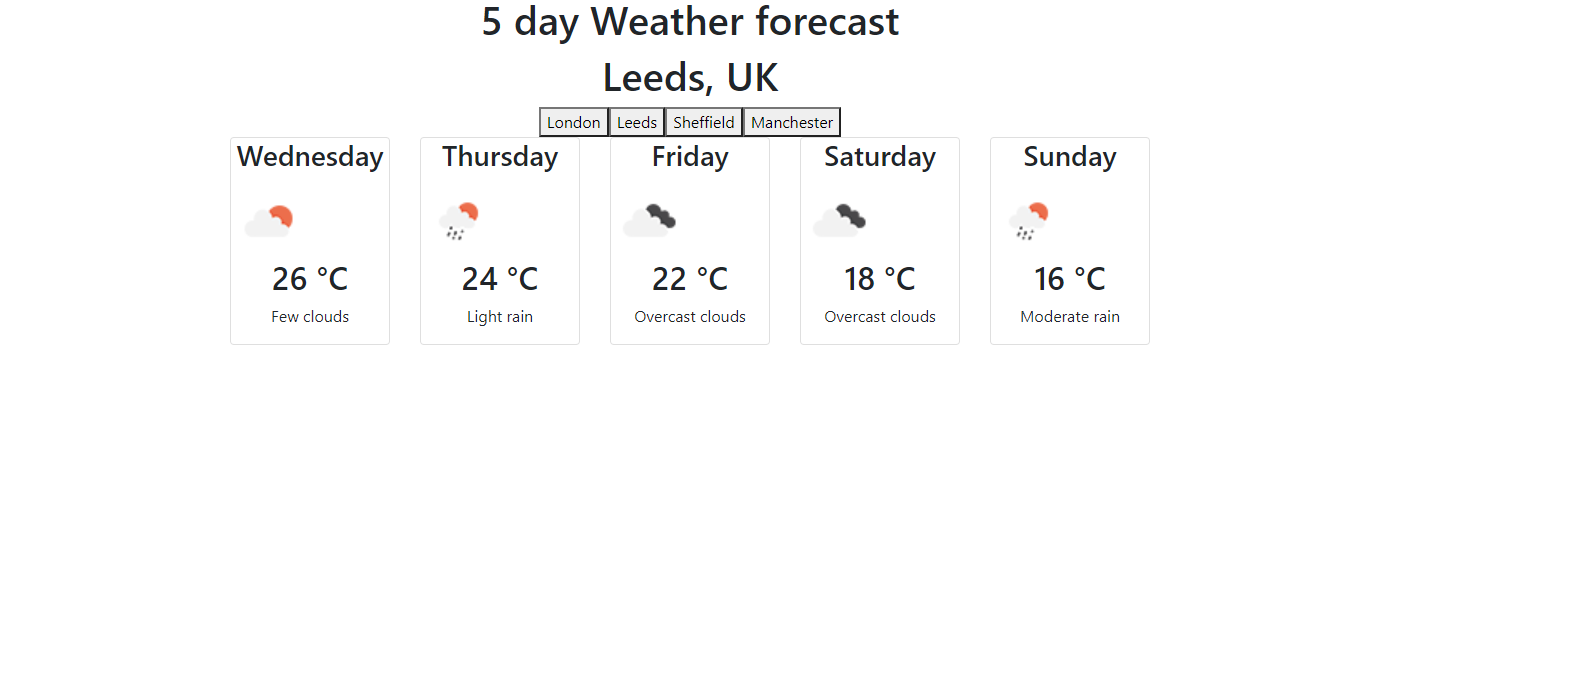 5 day Weather forecast
Leeds, UK
London Leeds Sheffield Manchester
Wednesday Thursday Friday Saturday Sunday
26 °C 24 °C 22 °C 18 °C 16 °C
Few clouds Light rain Overcast clouds Overcast clouds Moderate rain